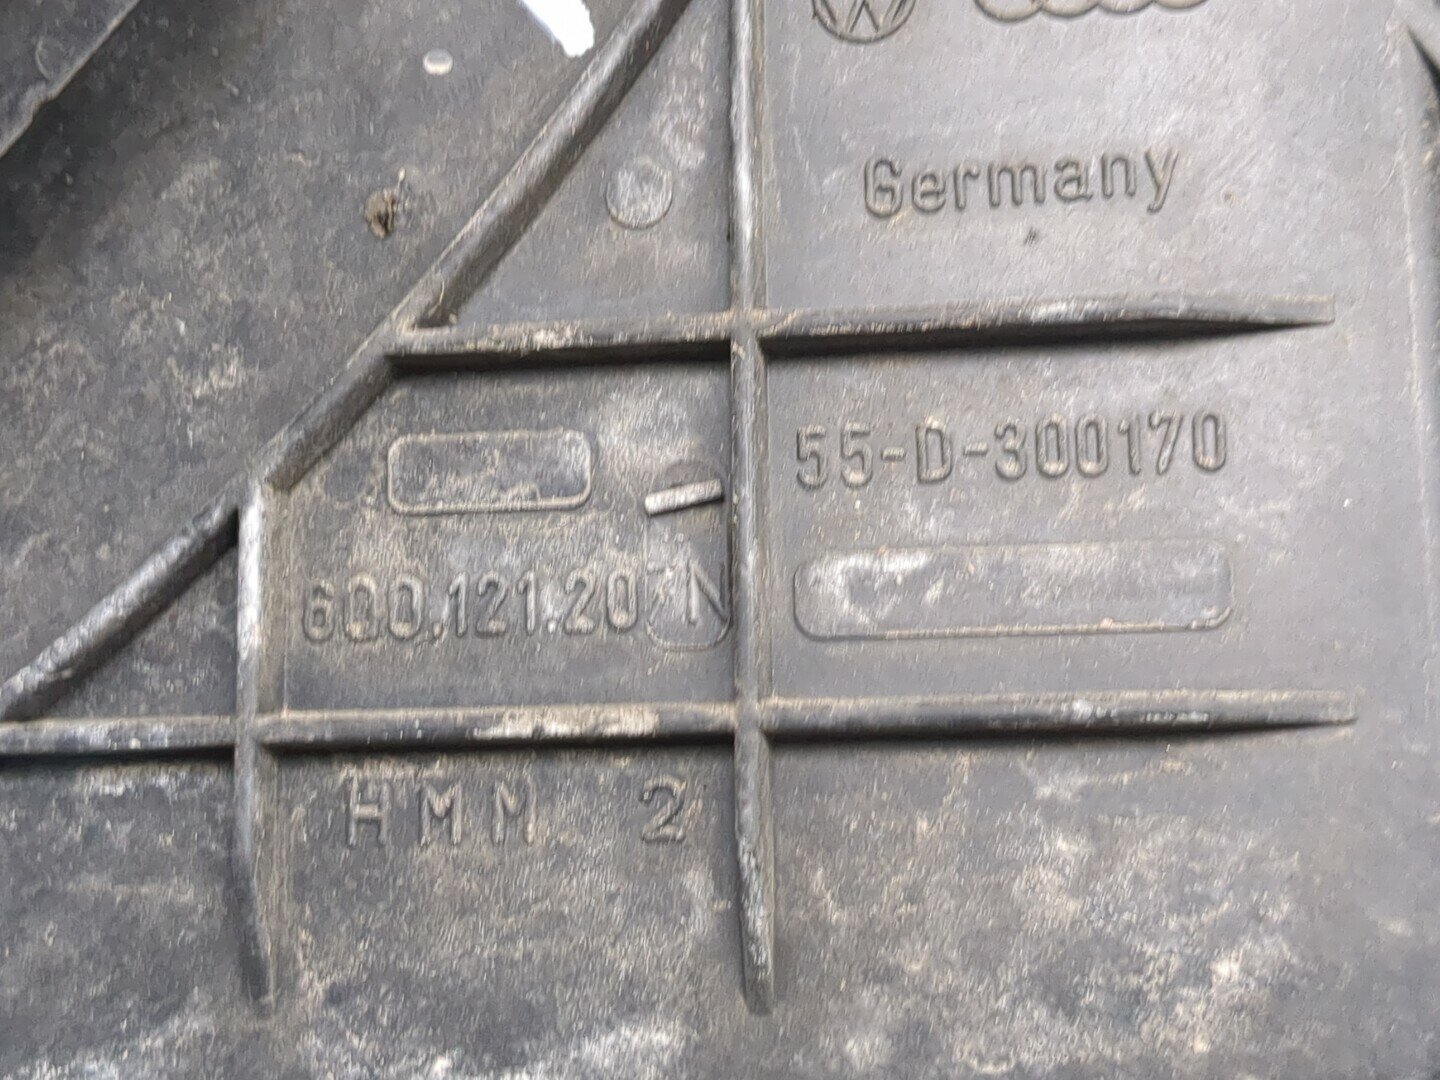 Germany
55-D-300170
6Q0.121.207 N
HMM 2